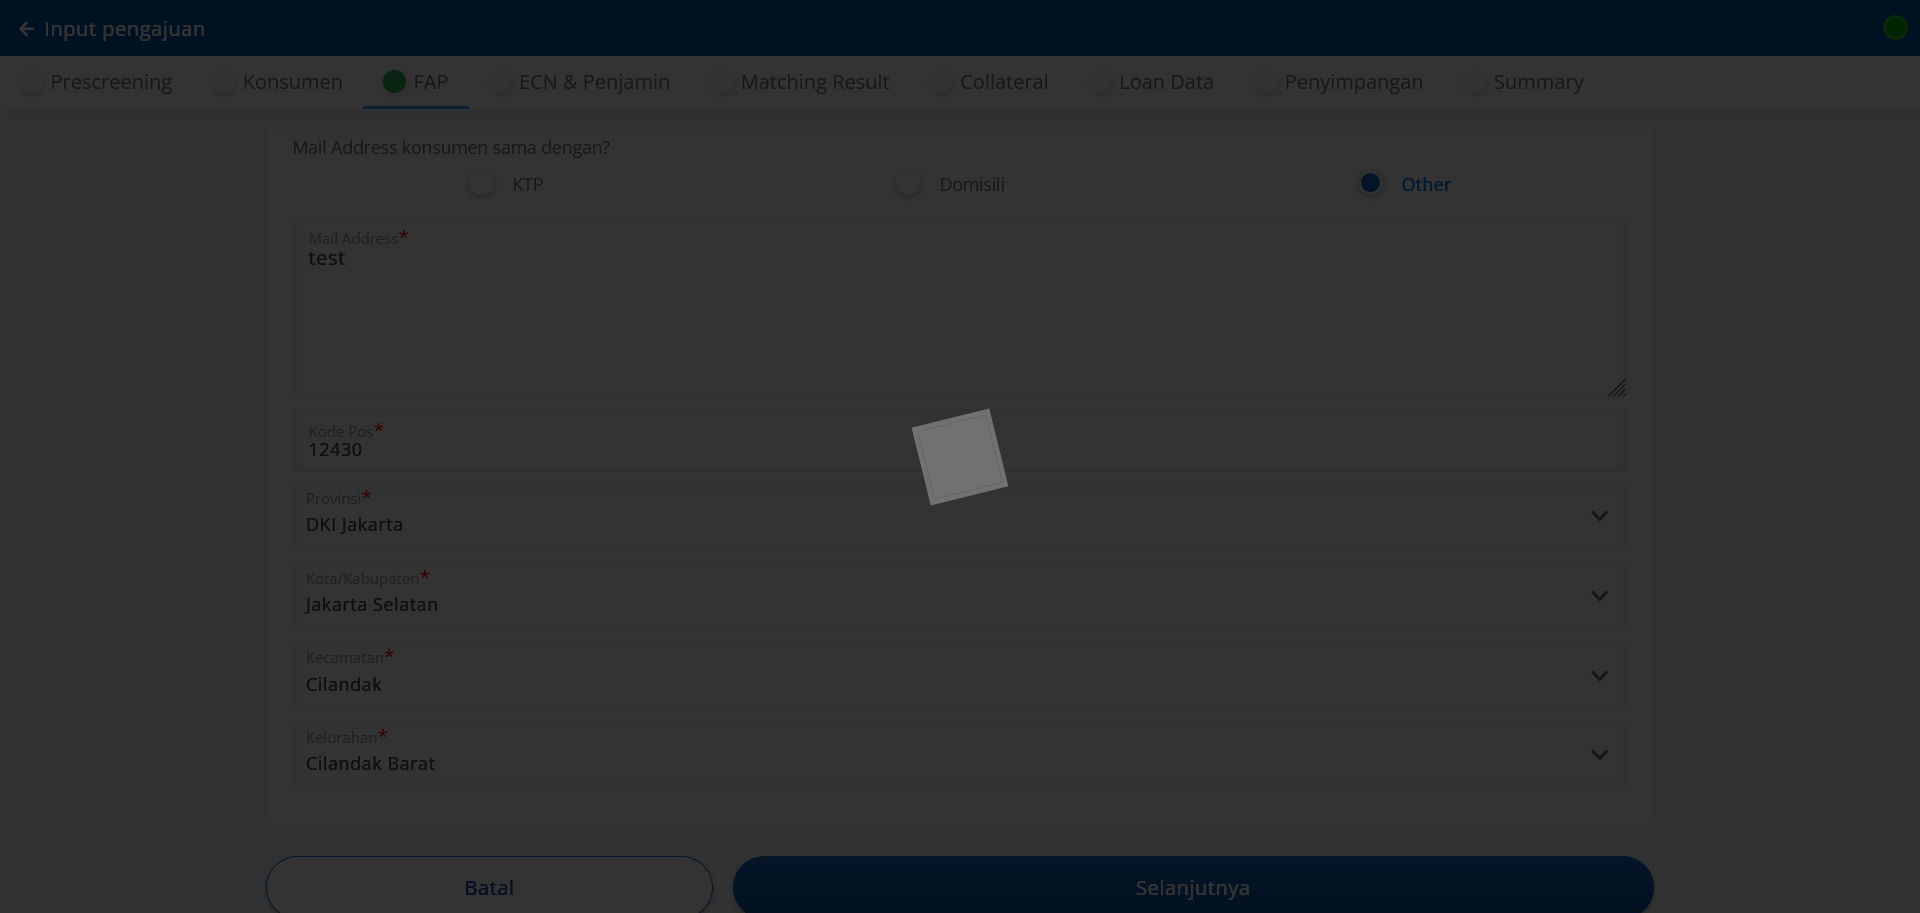 Input pengajuan
Prescreening Konsumen FAP ECN & Penjamin Matching Result Collateral Loan Data Penyimpangan Summary
Mail Address konsumen sama dengan?
KTP Domisili Other
Mail Address*
test
Kode Pos*
12430
Provinsi*
DKI Jakarta
Kota/Kabupaten*
Jakarta Selatan
Kecamatan*
Cilandak
Kelurahan*
Cilandak Barat
Batal Selanjutnya